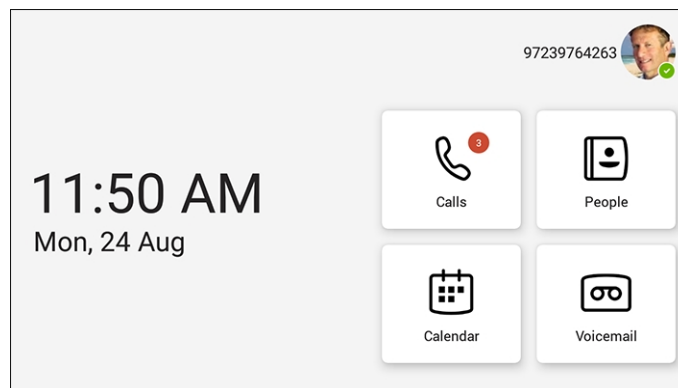 97239764263
3
Calls
People
11:50 AM
Mon, 24 Aug
Calendar
Voicemail